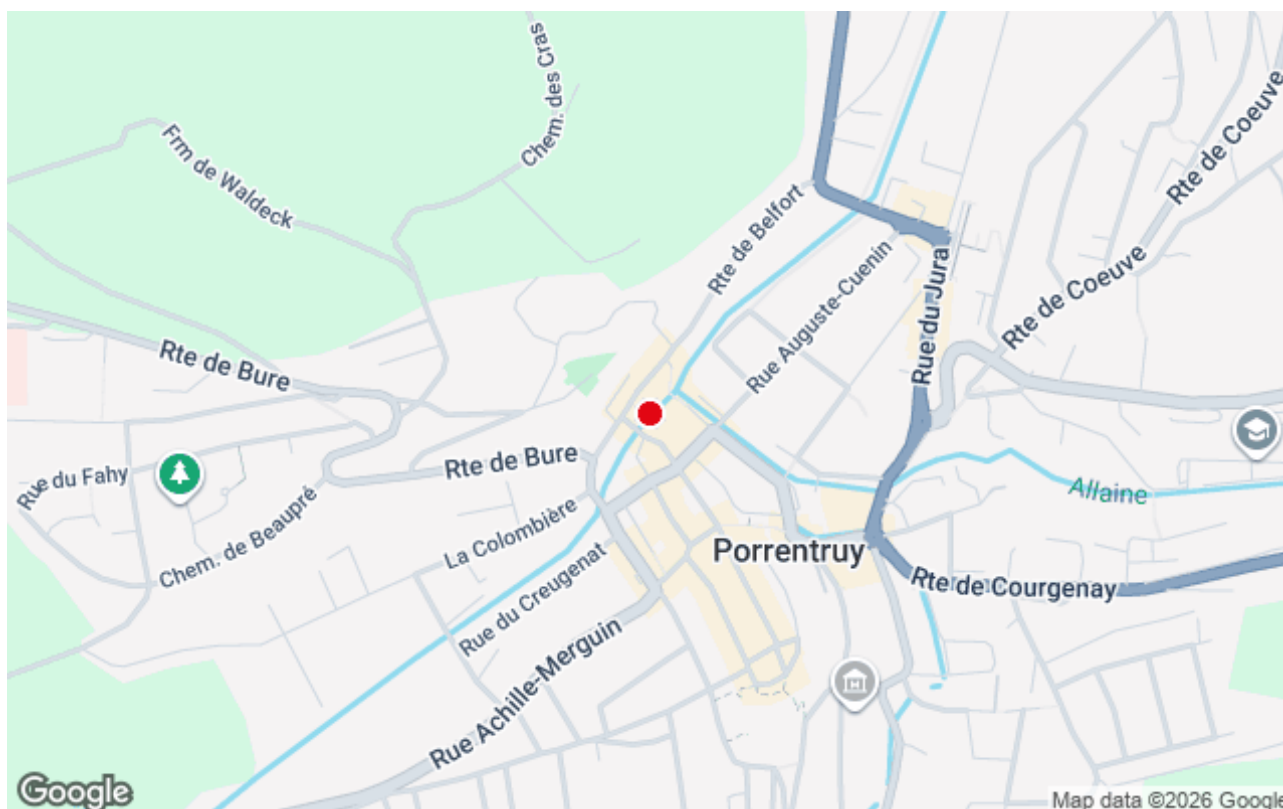 Chem. des Cras
Frm de Waldeck
Rte de Belfort
Rte de Coeuve
Rte de Coeuve
Rue Auguste-Cuenin
Rue du Jura
Rte de Bure
Rte de Bure
Rue du Fahy
Allaine
Chem. de Beaupré
La Colombière
Porrentruy
Rue du Creugenat
Rte de Courgenay
Rue Achille-Merguin
H
Google
Map data ©2026 Google